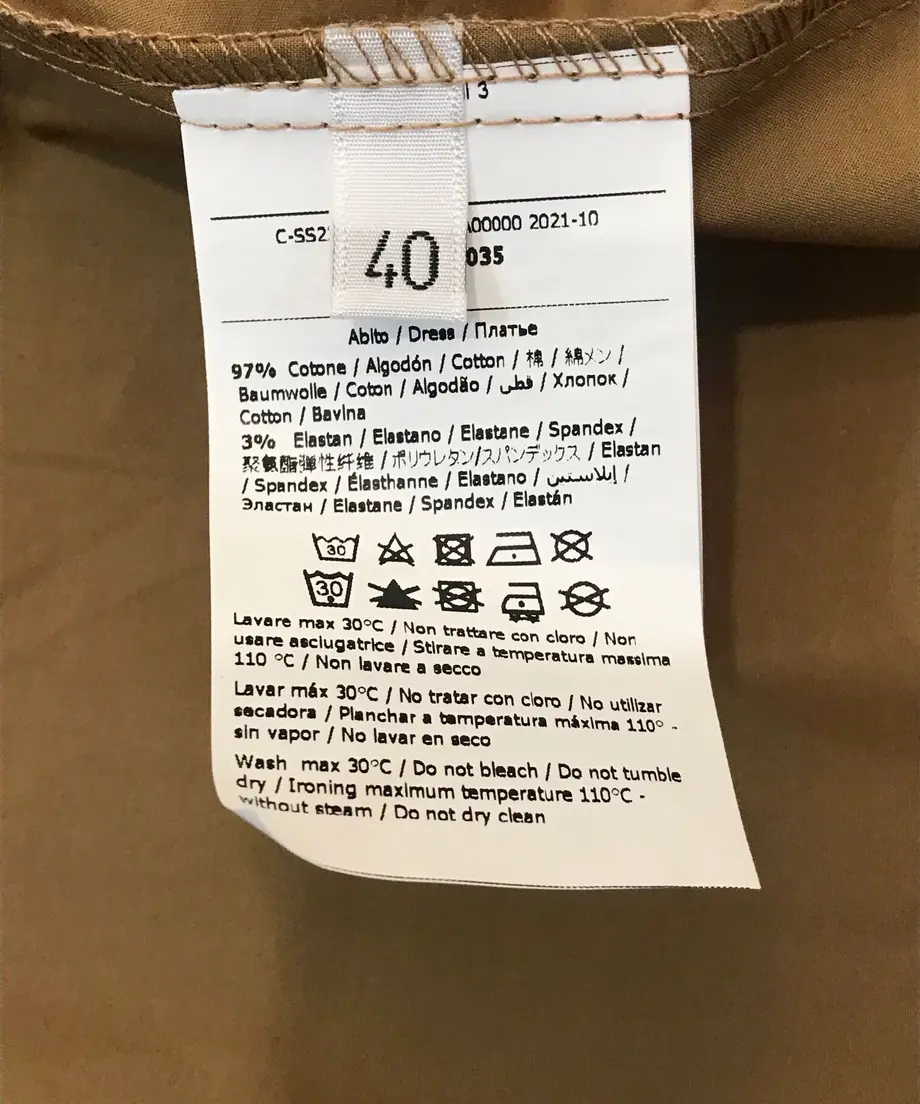 3
C-SS2
A00000 2021-10
40
035
Abito / Dress / Платье
97% Cotone / Algodón / Cotton / 棉 / 綿メン /
Baumwolle / Coton / Algodão / قطن / Хлопок /
Cotton / Bavlna
3% Elastan / Elastano / Elastane / Spandex /
聚氨酯弹性纤维 / ポリウレタン/スパンデックス / Elastan
/ Spandex / Élasthanne / Elastano / إيلاستين /
Эластан / Elastane / Spandex / Elastán
30
30
Lavare max 30°C / Non trattare con cloro / Non
usare asciugatrice / Stirare a temperatura massima
110 °C / Non lavare a secco
Lavar máx 30°C / No tratar con cloro / No utilizar
secadora / Planchar a temperatura máxima 110° -
sin vapor / No lavar en seco
Wash max 30°C / Do not bleach / Do not tumble
dry / Ironing maximum temperature 110°C -
without steam / Do not dry clean